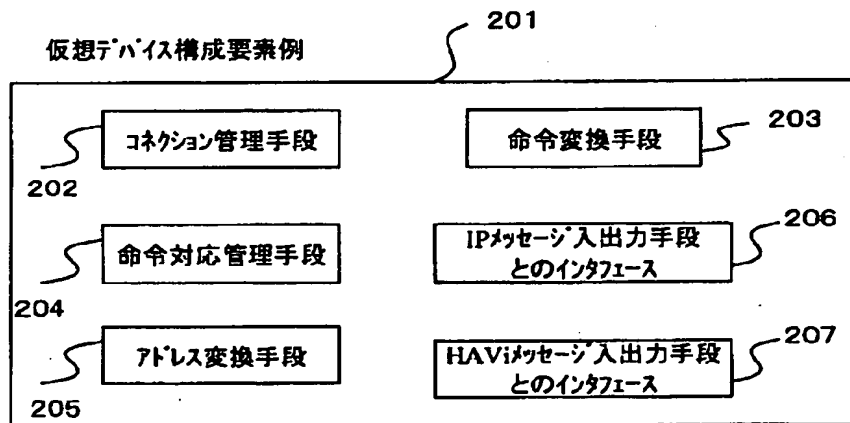 201
仮想デバイス構成要素例
コネクション管理手段
202
命令変換手段
203
命令対応管理手段
204
IPメッセージ入出力手段
とのインタフェース
206
アドレス変換手段
205
HAViメッセージ入出力手段
とのインタフェース
207